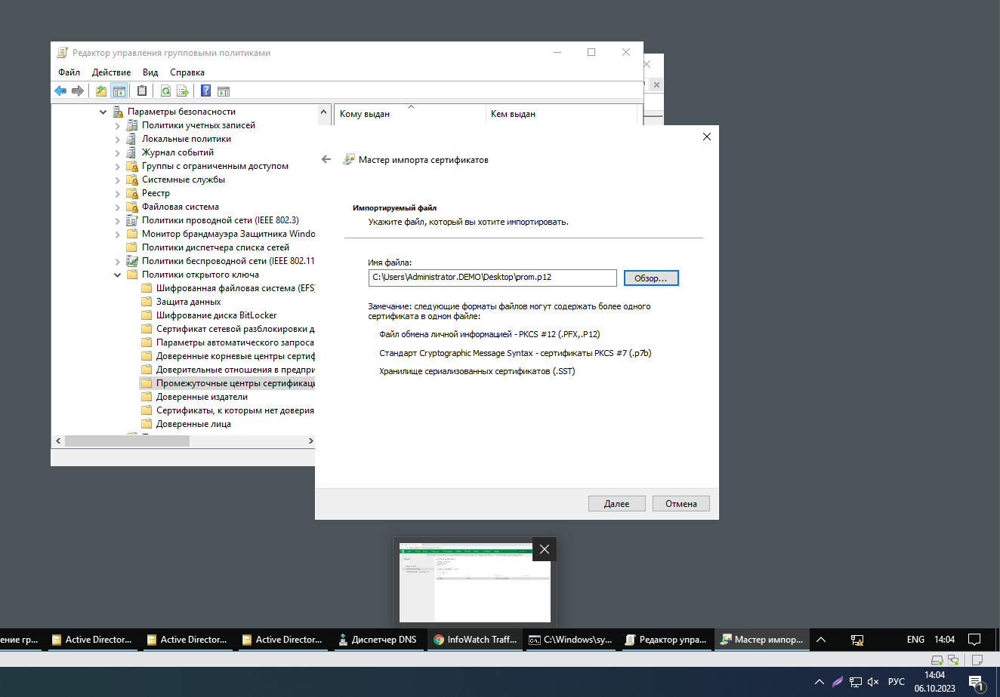 Редактор управления групповыми политиками
Файл Действие Вид Справка
Параметры безопасности
Политики учетных записей
Локальные политики
Журнал событий
Группы с ограниченным доступом
Системные службы
Реестр
Файловая система
Политики проводной сети (IEEE 802.3)
Монитор брандмауэра Защитника Windo
Политики диспетчера списка сетей
Политики беспроводной сети (IEEE 802.11
Политики открытого ключа
Шифрованная файловая система (EFS)
Защита данных
Шифрование диска BitLocker
Сертификат сетевой разблокировки д
Параметры автоматического запроса
Доверенные корневые центры сертиф
Доверительные отношения в предпри
Промежуточные центры сертификаци
Доверенные издатели
Сертификаты, к которым нет доверия
Доверенные лица
Кому выдан Кем выдан
Мастер импорта сертификатов
Импортируемый файл
Укажите файл, который вы хотите импортировать.
Имя файла:
C:\Users\Administrator.DEMO\Desktop\prom.p12 Обзор...
Замечание: следующие форматы файлов могут содержать более одного
сертификата в одном файле:
Файл обмена личной информацией - PKCS #12 (.PFX,.P12)
Стандарт Cryptographic Message Syntax - сертификаты PKCS #7 (.p7b)
Хранилище сериализованных сертификатов (.SST)
Далее Отмена
ение гр... Active Director... Active Director... Active Director... Диспетчер DNS InfoWatch Traff... C:\Windows\sy... Редактор упра... Мастер импор... ENG 14:04
РУС 14:04
06.10.2023 1